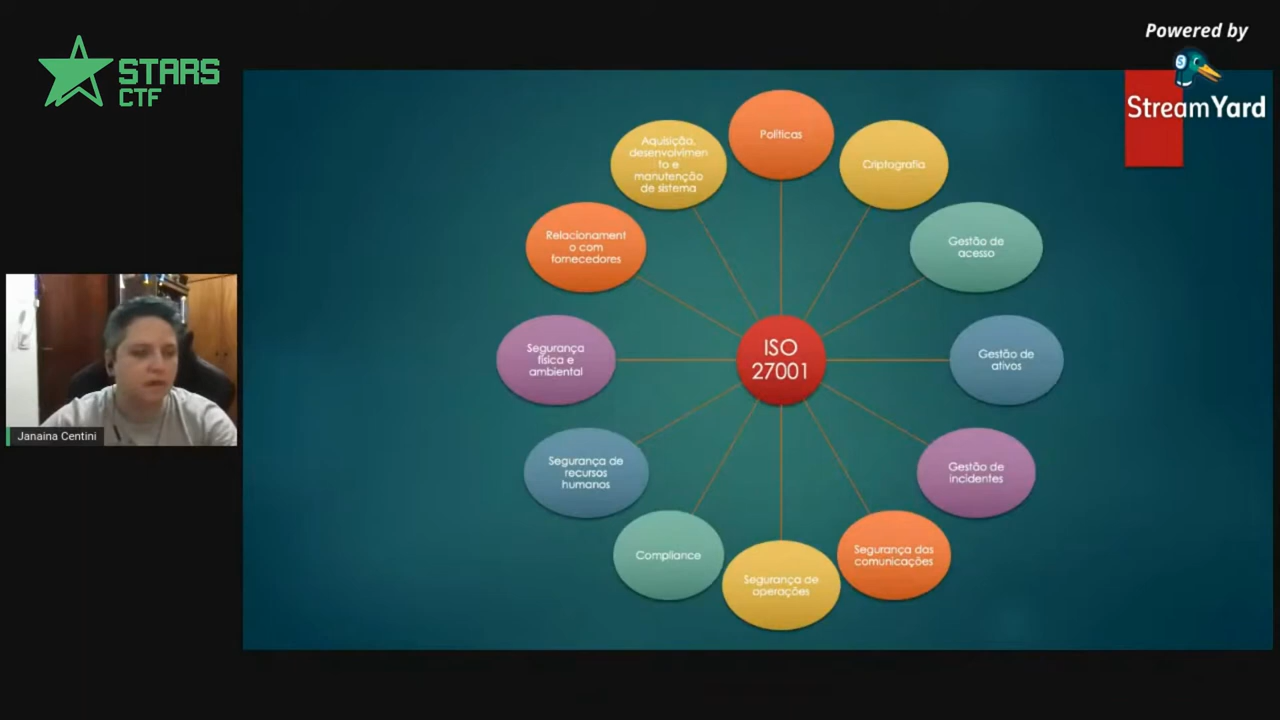 STARS
CTF
Powered by
StreamYard
Políticas
Criptografia
Gestão de
acesso
Gestão de
ativos
Gestão de
incidentes
Segurança das
comunicações
Segurança de
operações
Compliance
Segurança de
recursos
humanos
Segurança
física e
ambiental
Relacionament
o com
fornecedores
Aquisição,
desenvolvimen
to e
manutenção
de sistema
ISO
27001
Janaina Centini